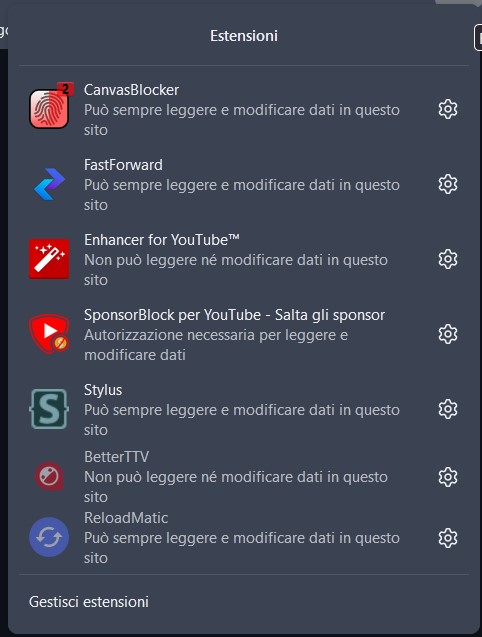 Estensioni
2
CanvasBlocker
Può sempre leggere e modificare dati in questo
sito
FastForward
Può sempre leggere e modificare dati in questo
sito
Enhancer for YouTube™
Non può leggere né modificare dati in questo
sito
SponsorBlock per YouTube - Salta gli sponsor
Autorizzazione necessaria per leggere e
modificare dati
S
Stylus
Può sempre leggere e modificare dati in questo
sito
BetterTTV
Non può leggere né modificare dati in questo
sito
ReloadMatic
Può sempre leggere e modificare dati in questo
sito
Gestisci estensioni